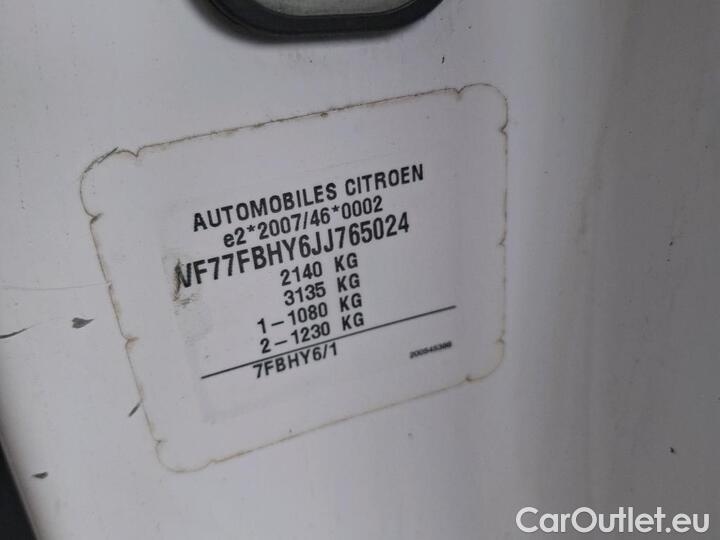 AUTOMOBILES CITROEN
e2*2007/46*0002
VF77FBHY6JJ765024
2140 KG
3135 KG
1-1080 KG
2-1230 KG
7FBHY6/1
200545386
CarOutlet.eu